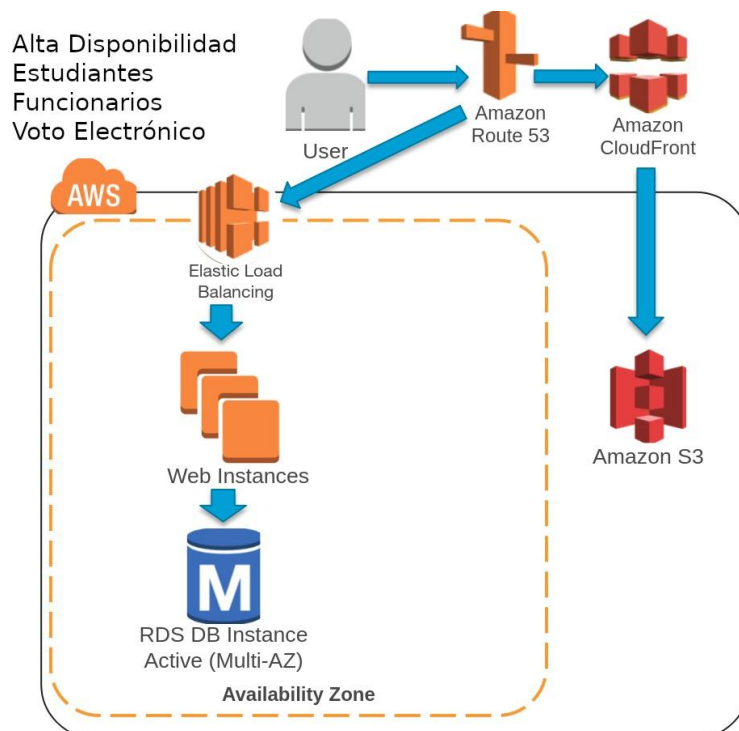 Alta Disponibilidad
Estudiantes
Funcionarios
Voto Electrónico
User
Amazon
Route 53
Amazon
CloudFront
AWS
Elastic Load
Balancing
Web Instances
Amazon S3
M
RDS DB Instance
Active (Multi-AZ)
Availability Zone